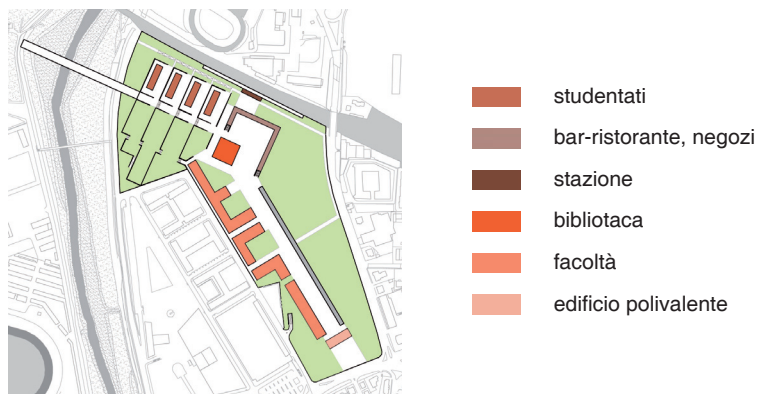 studentati
bar-ristorante, negozi
stazione
bibliotaca
facoltà
edificio polivalente